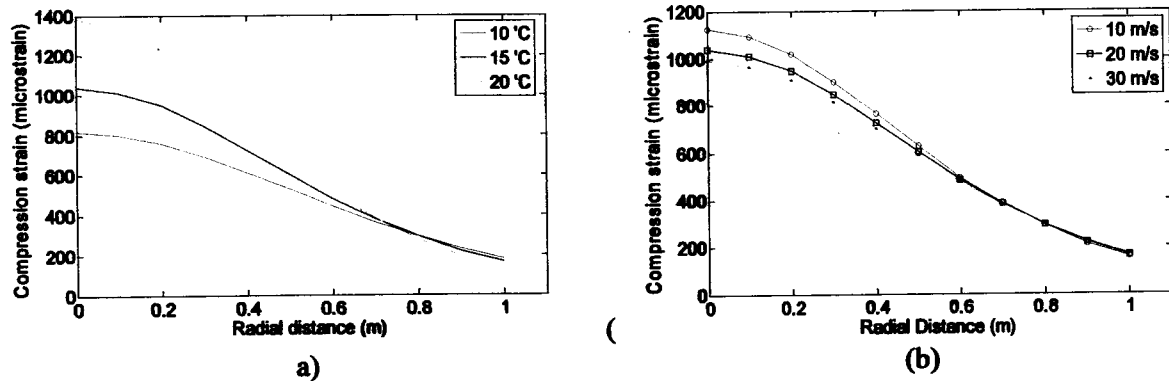 Compression strain (microstrain)
1400
1200
1000
800
600
400
200
0
0
0.2
0.4
0.6
0.8
1
Radial distance (m)
10 'C
15 'C
20 'C
a)
(
Compression strain (microstrain)
1200
1000
800
600
400
200
0
0
0.2
0.4
0.6
0.8
1
Radial Distance (m)
10 m/s
20 m/s
30 m/s
(b)